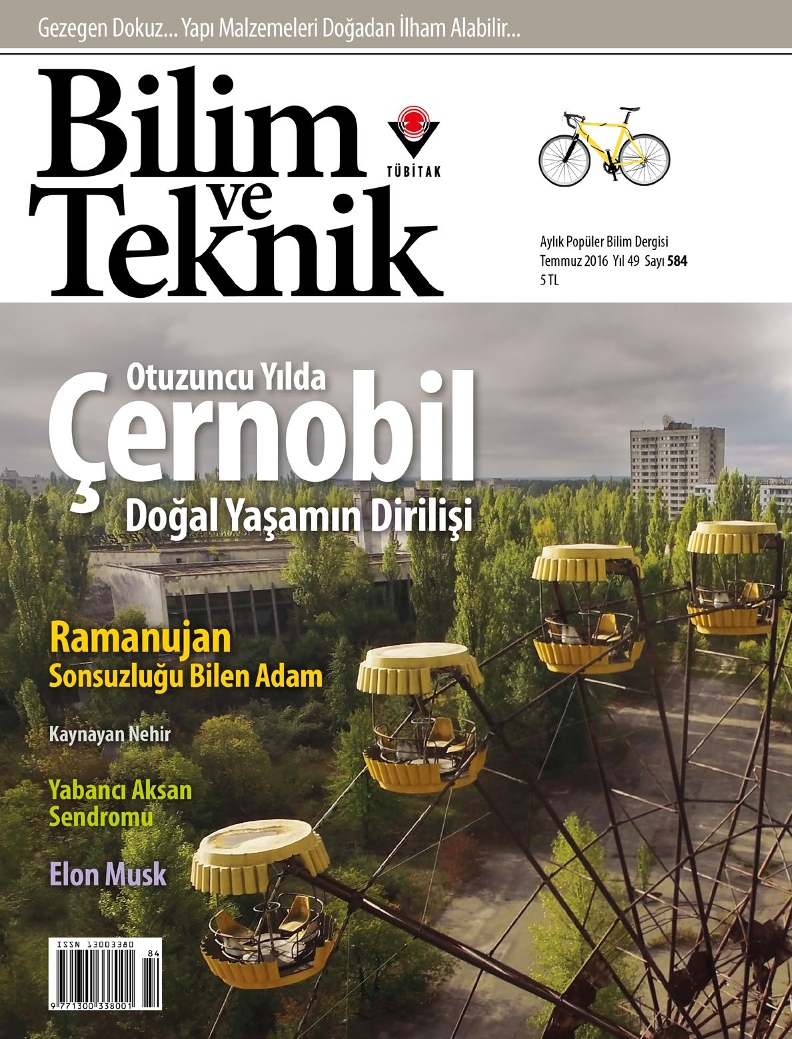 Gezegen Dokuz... Yapı Malzemeleri Doğadan İlham Alabilir...
Bilim
ve
Teknik
TÜBİTAK
Aylık Popüler Bilim Dergisi
Temmuz 2016 Yıl 49 Sayı 584
5 TL
Otuzuncu Yılda
Çernobil
Doğal Yaşamın Dirilişi
Ramanujan
Sonsuzluğu Bilen Adam
Kaynayan Nehir
Yabancı Aksan
Sendromu
Elon Musk
ISSN 13003380
84
9 771300 338001